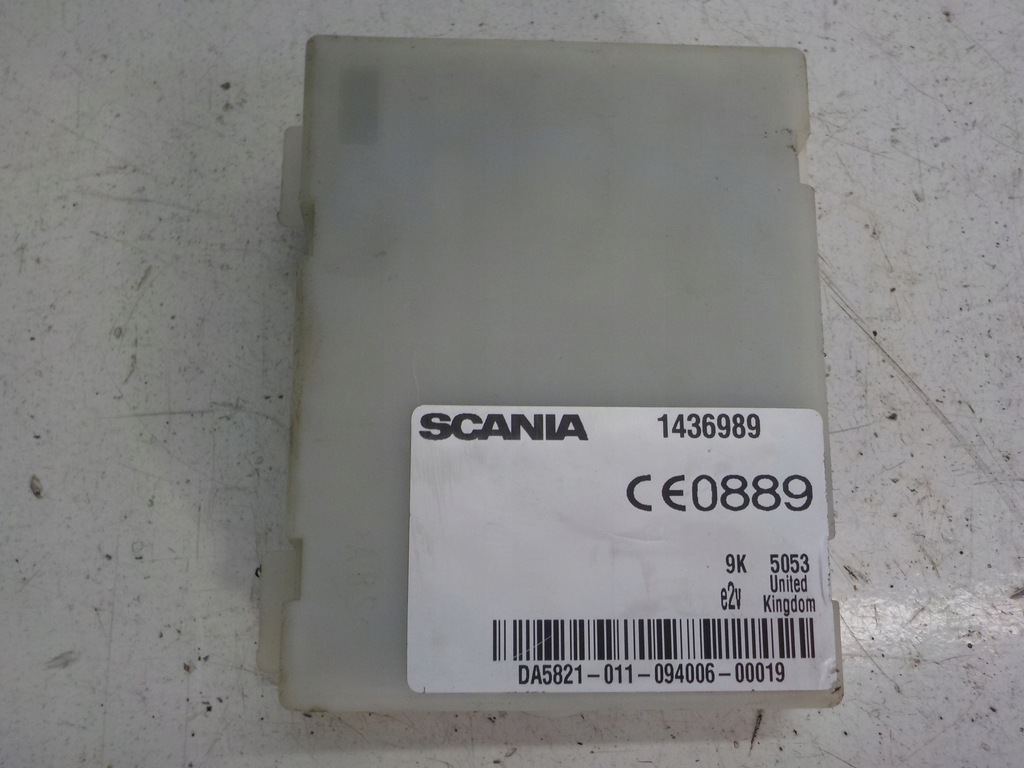 SCANIA 1436989
CE0889
9K 5053
e2v United Kingdom
DA5821-011-094006-00019